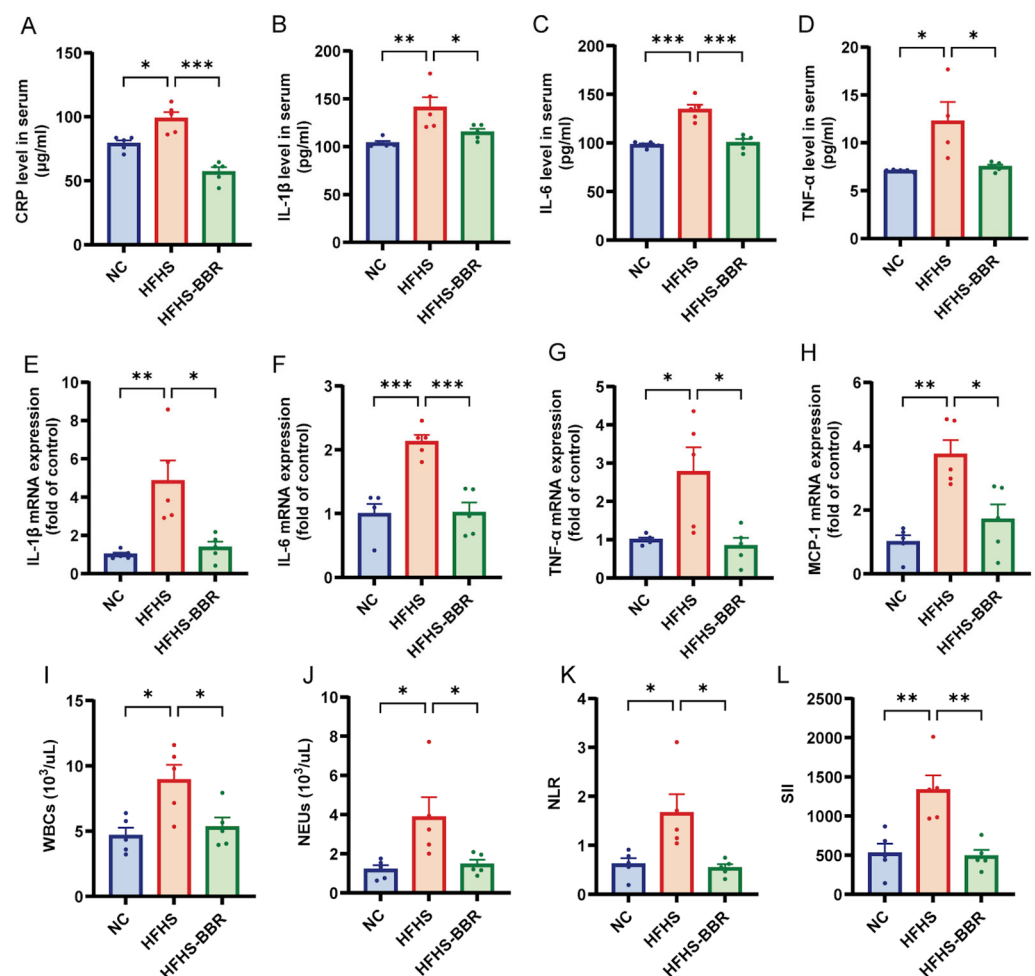 A
CRP level in serum
(μg/ml)
150
100
50
0
*
***
NC
HFHS
HFHS-BBR
B
IL-1β level in serum
(pg/ml)
200
150
100
50
0
**
*
NC
HFHS
HFHS-BBR
C
IL-6 level in serum
(pg/ml)
200
150
100
50
0
***
***
NC
HFHS
HFHS-BBR
D
TNF-α level in serum
(pg/ml)
20
15
10
5
0
*
*
NC
HFHS
HFHS-BBR
E
IL-1β mRNA expression
(fold of control)
10
8
6
4
2
0
**
*
NC
HFHS
HFHS-BBR
F
IL-6 mRNA expression
(fold of control)
3
2
1
0
***
***
NC
HFHS
HFHS-BBR
G
TNF-α mRNA expression
(fold of control)
5
4
3
2
1
0
*
*
NC
HFHS
HFHS-BBR
H
MCP-1 mRNA expression
(fold of control)
6
4
2
0
**
*
NC
HFHS
HFHS-BBR
I
WBCs (10³/uL)
15
10
5
0
*
*
NC
HFHS
HFHS-BBR
J
NEUs (10³/uL)
10
8
6
4
2
0
*
*
NC
HFHS
HFHS-BBR
K
NLR
4
3
2
1
0
*
*
NC
HFHS
HFHS-BBR
L
SII
2500
2000
1500
1000
500
0
**
**
NC
HFHS
HFHS-BBR